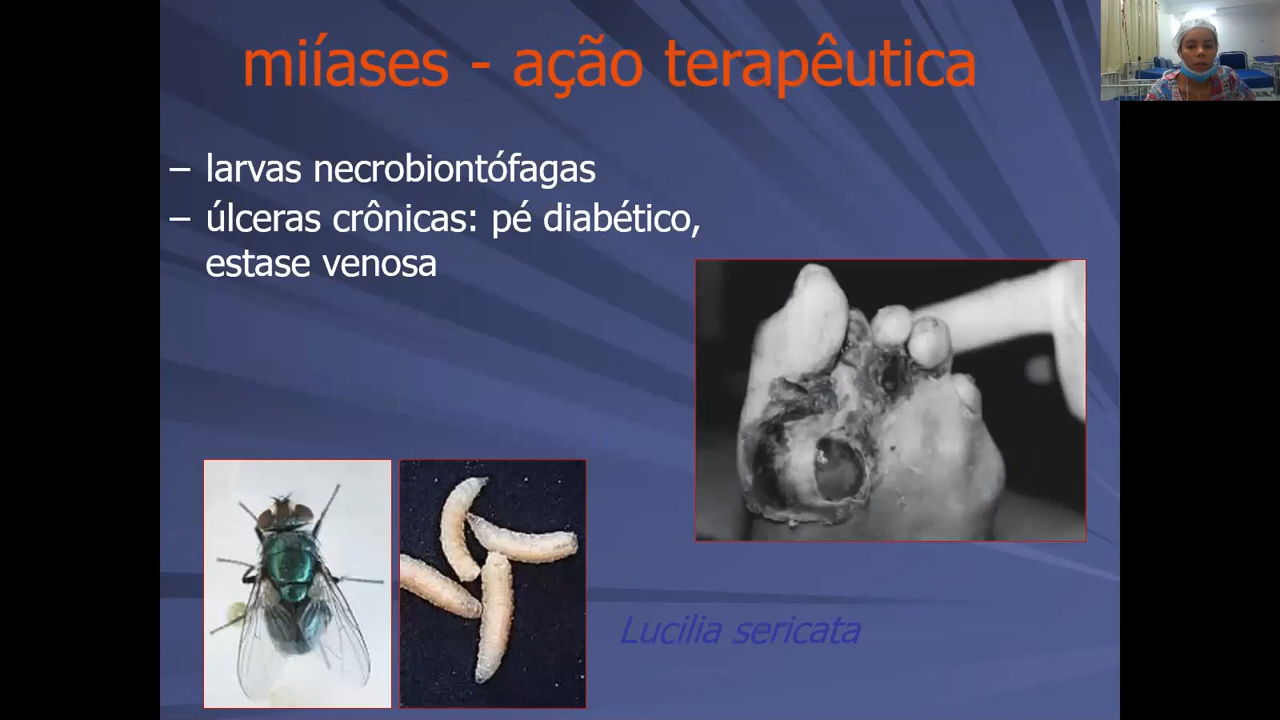 miíases - ação terapêutica
– larvas necrobiontófagas
– úlceras crônicas: pé diabético,
estase venosa
Lucilia sericata